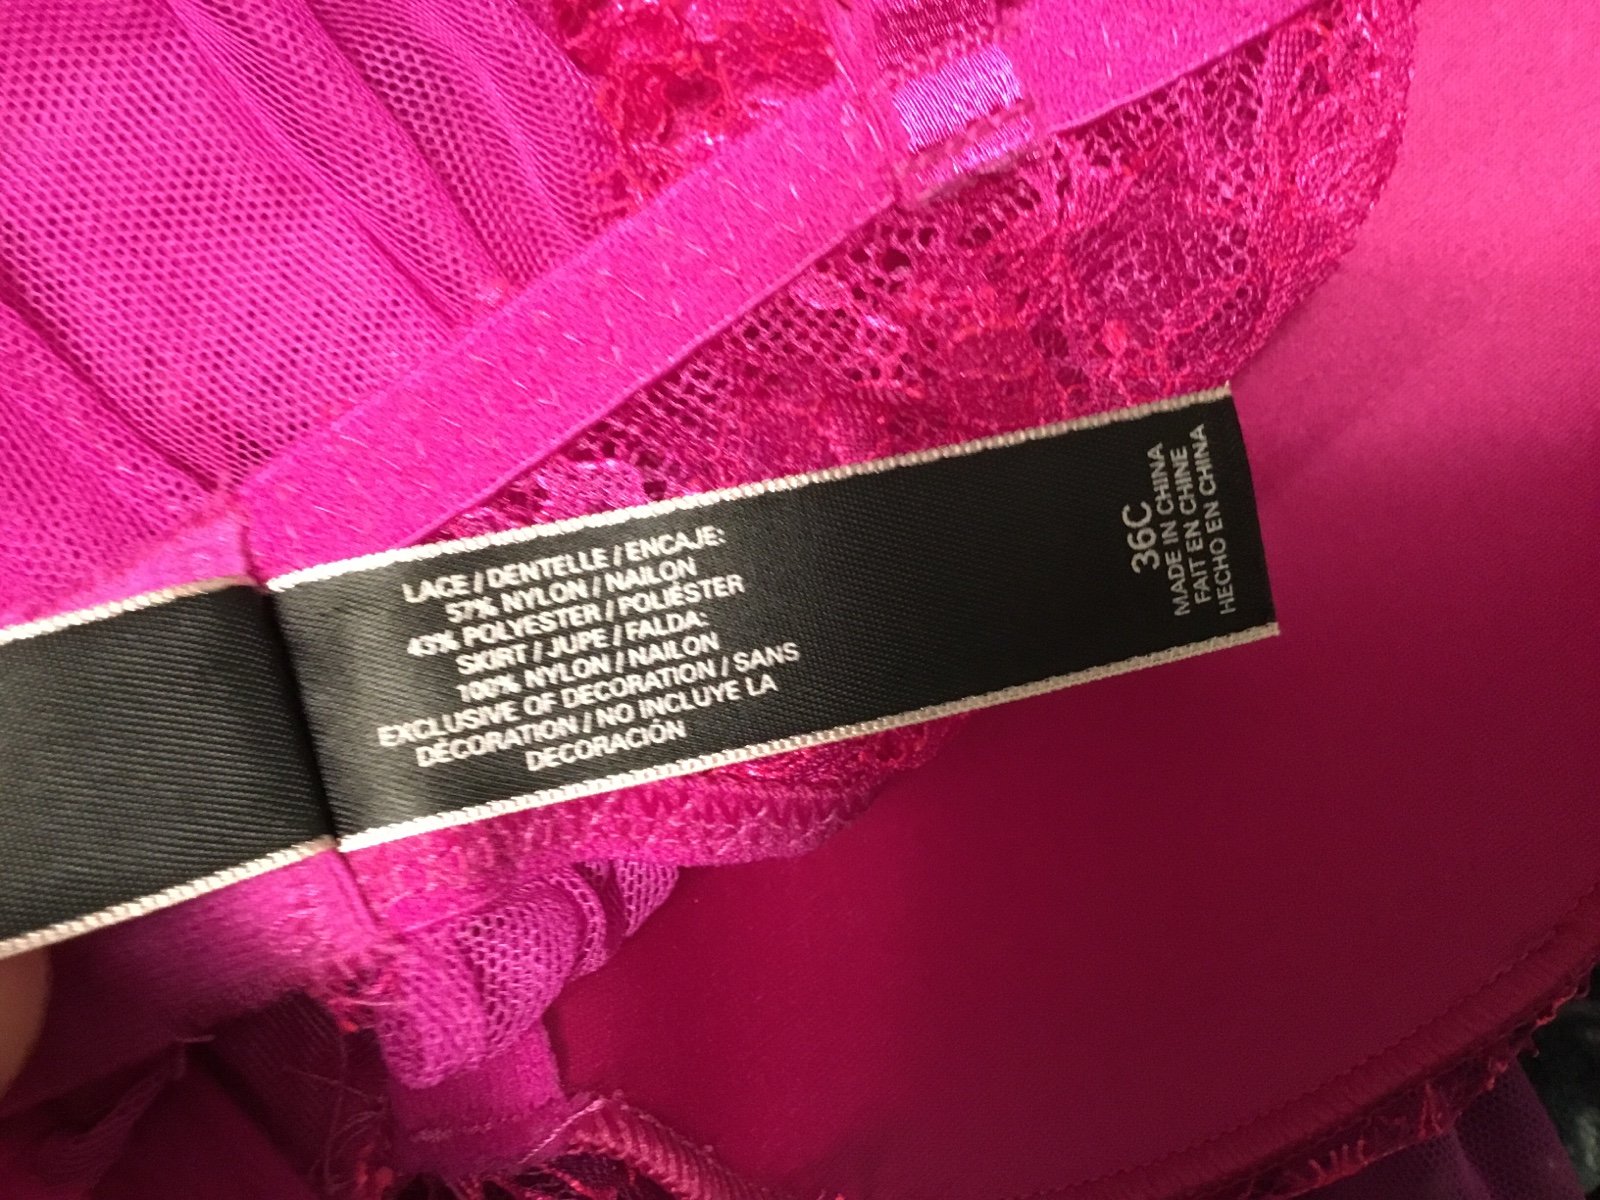 LACE / DENTELLE / ENCAJE:
57% NYLON / NAILON
43% POLYESTER / POLIÉSTER
SKIRT / JUPE / FALDA:
100% NYLON / NAILON
EXCLUSIVE OF DECORATION / SANS
DÉCORATION / NO INCLUYE LA
DECORACIÓN
36C
MADE IN CHINA
FAIT EN CHINE
HECHO EN CHINA